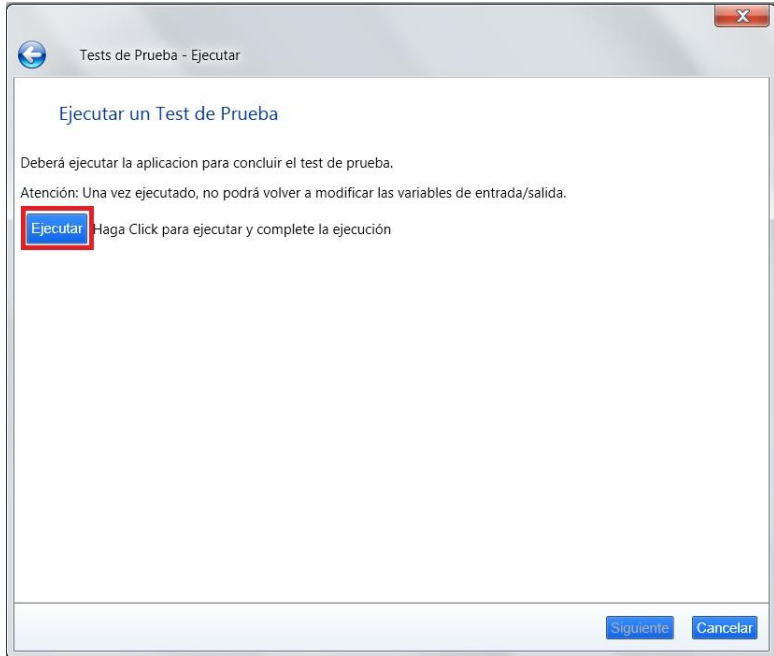 Tests de Prueba - Ejecutar
Ejecutar un Test de Prueba
Deberá ejecutar la aplicacion para concluir el test de prueba.
Atención: Una vez ejecutado, no podrá volver a modificar las variables de entrada/salida.
Ejecutar Haga Click para ejecutar y complete la ejecución
Siguiente Cancelar